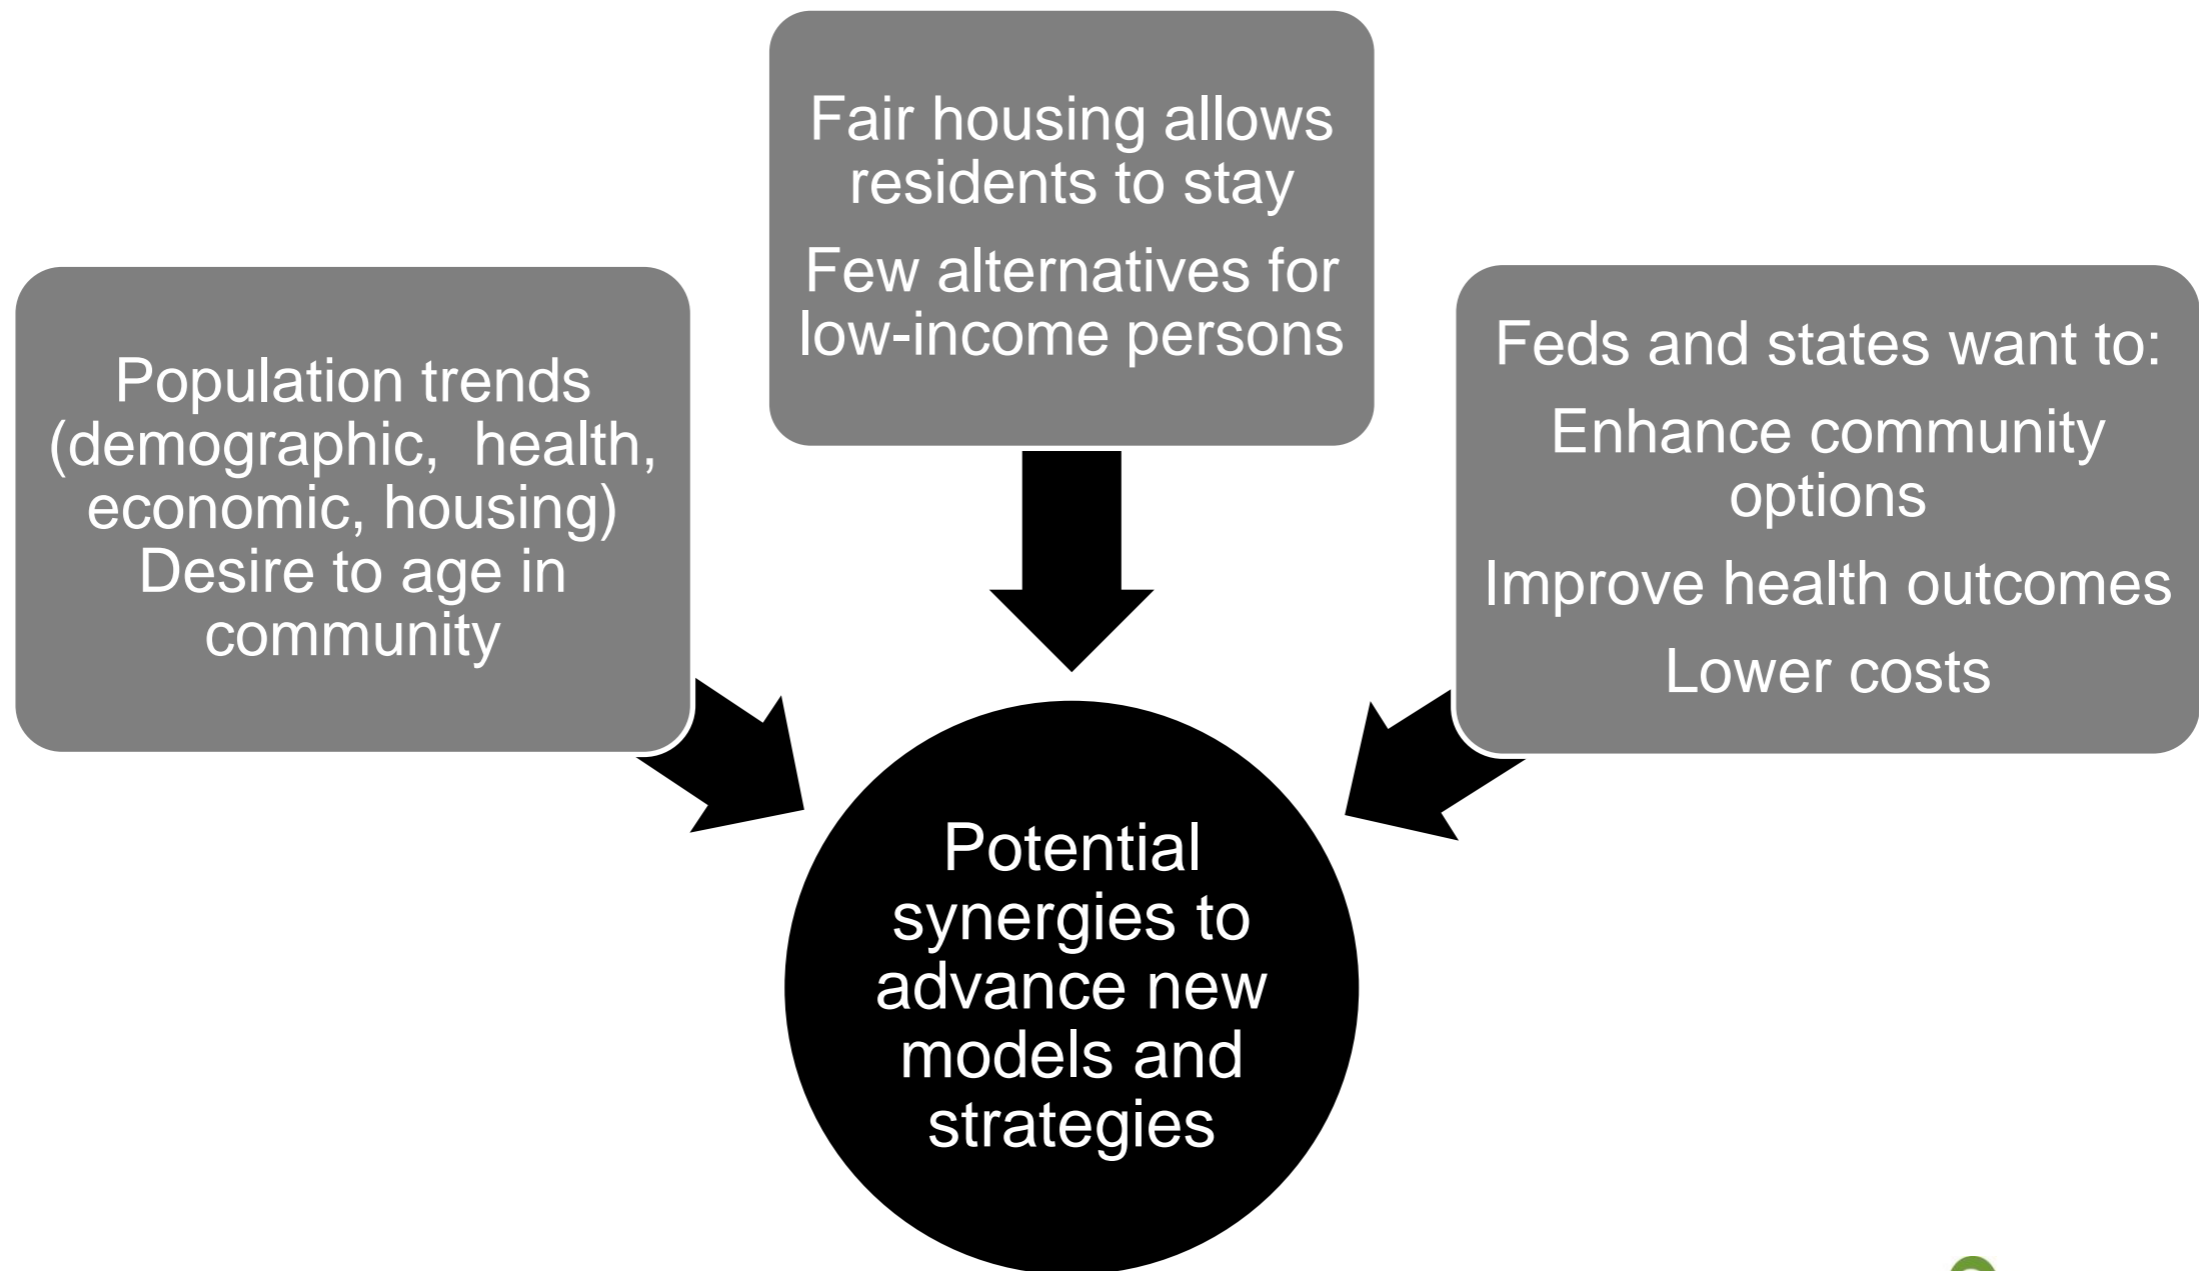 Population trends
(demographic,  health,
economic, housing)
Desire to age in
community
Fair housing allows
residents to stay
Few alternatives for
low-income persons
Feds and states want to:
Enhance community
options
Improve health outcomes
Lower costs
Potential
synergies to
advance new
models and
strategies